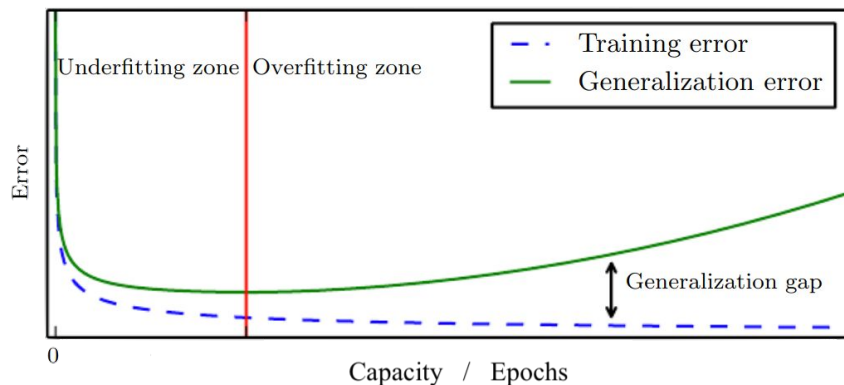 Training error
Generalization error
Underfitting zone
Overfitting zone
Error
Generalization gap
0
Capacity / Epochs